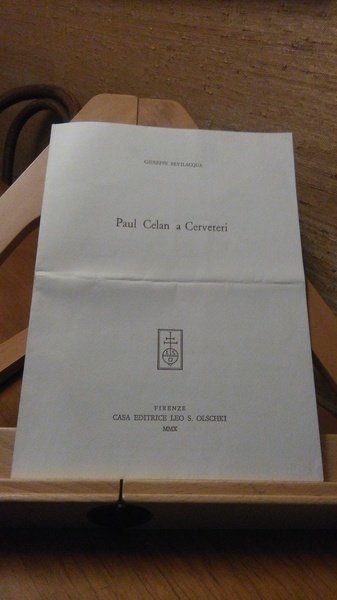 GIUSEPPE BEVILACQUA
Paul Celan a Cerveteri
FIRENZE
CASA EDITRICE LEO S. OLSCHKI
MMX